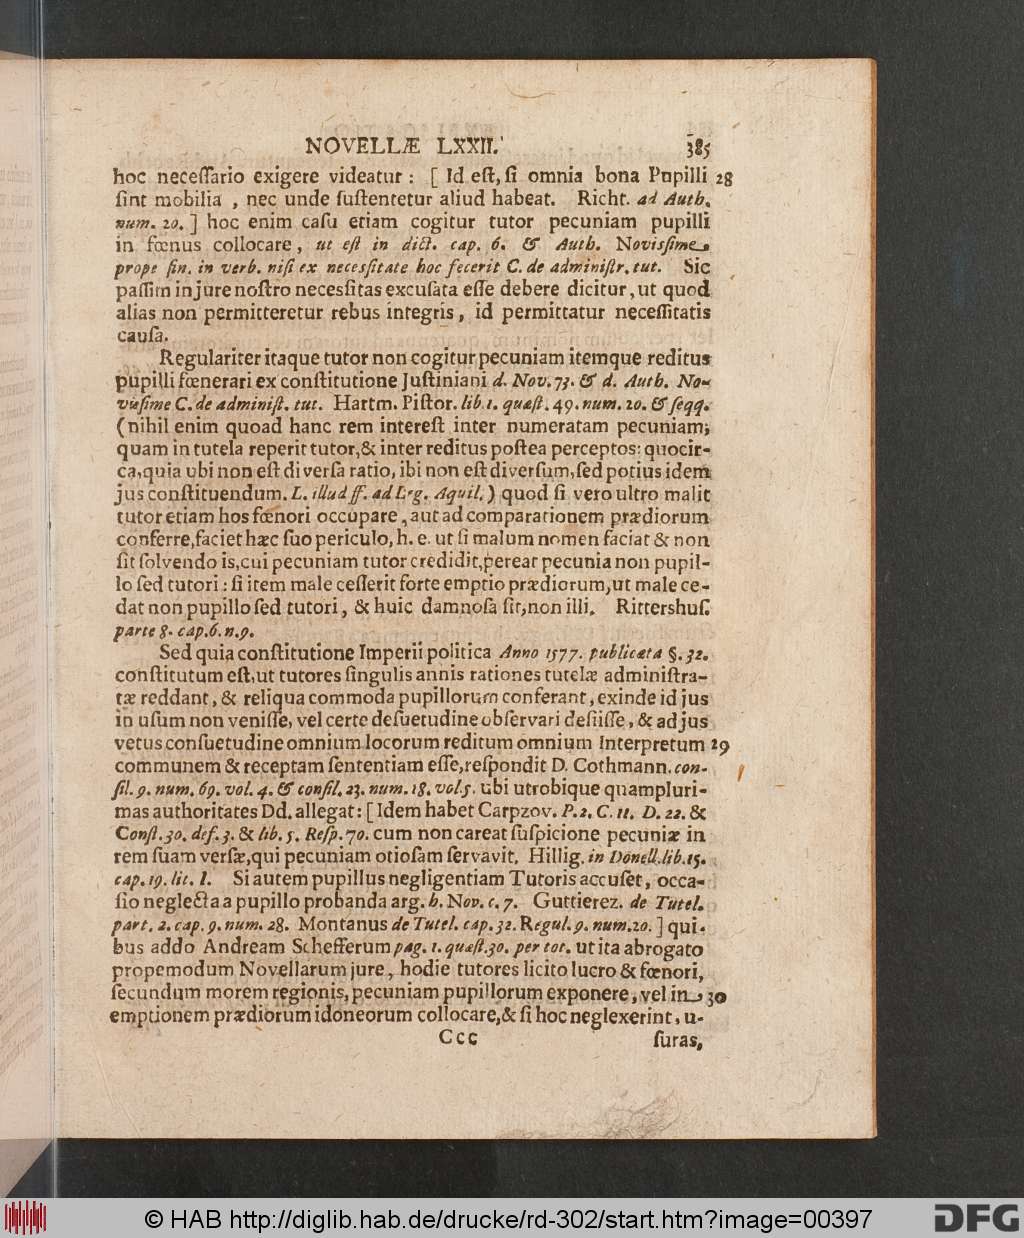 NOVELLÆ LXXII. 385
hoc neceſſario exigere videatur : [ Id eſt, ſi omnia bona Pupilli 28
ſint mobilia , nec unde ſuſtentetur aliud habeat. Richt. ad Auth.
num. 20. ] hoc enim caſu etiam cogitur tutor pecuniam pupilli
in fœnus collocare, ut eſt in dict. cap. 6. & Auth. Novisſime
prope fin. in verb. niſi ex necesſitate hoc fecerit C. de adminiſtr. tut. Sic
paſſim in jure noſtro necesſitas excuſata eſſe debere dicitur, ut quod
alias non permitteretur rebus integris, id permittatur neceſſitatis
cauſa.
Regulariter itaque tutor non cogitur pecuniam itemque reditus
pupilli fœnerari ex conſtitutione Juſtiniani d. Nov. 73. & d. Auth. No-
visſime C. de adminiſt. tut. Hartm. Piſtor. lib. 1. quæſt. 49. num. 20. & ſeqq.
(nihil enim quoad hanc rem intereſt inter numeratam pecuniam;
quam in tutela reperit tutor,& inter reditus poſtea perceptos: quocir-
ca,quia ubi non eſt diverſa ratio, ibi non eſt diverſum,ſed potius idem
jus conſtituendum. L. illud ff. ad Leg. Aquil.) quod ſi vero ultro malit
tutor etiam hos fœnori occupare, aut ad comparationem prædiorum
conferre,faciet hæc ſuo periculo, h. e. ut ſi malum nomen faciat & non
ſit ſolvendo is,cui pecuniam tutor credidit,pereat pecunia non pupil-
lo ſed tutori : ſi item male ceſſerit forte emptio prædiorum,ut male ce-
dat non pupillo ſed tutori, & huic damnoſa ſit,non illi. Rittershuſ.
parte 8. cap. 6. n. 9.
Sed quia conſtitutione Imperii politica Anno 1577. publicata §. 32.
conſtitutum eſt,ut tutores ſingulis annis rationes tutelæ adminiſtra-
tæ reddant, & reliqua commoda pupillorum conferant, exinde id jus
in uſum non veniſſe, vel certe deſuetudine obſervari deſiiſſe, & ad jus
vetus conſuetudine omnium locorum reditum omnium Interpretum 29
communem & receptam ſententiam eſſe,reſpondit D. Cothmann. con-
ſil. 9. num. 69. vol. 4. & conſil. 23. num. 18. vol. 5. ubi utrobique quampluri-
mas authoritates Dd. allegat: [Idem habet Carpzov. P. 2. C. 11. D. 22. &
Conſt. 30. def. 3. & lib. 5. Reſp. 70. cum non careat ſuſpicione pecuniæ in
rem ſuam verſæ,qui pecuniam otioſam ſervavit. Hillig. in Donell. lib. 15.
cap. 19. lit. I. Si autem pupillus negligentiam Tutoris accuſet, occa-
ſio neglecta a pupillo probanda arg. h. Nov. c. 7. Guttierez. de Tutel.
part. 2. cap. 9. num. 28. Montanus de Tutel. cap. 32. Regul. 9. num. 20. ] qui-
bus addo Andream Schefferum pag. 1. quæſt. 30. per tot. ut ita abrogato
propemodum Novellarum jure, hodie tutores licito lucro & fœnori,
ſecundum morem regionis, pecuniam pupillorum exponere, vel in 30
emptionem prædiorum idoneorum collocare,& ſi hoc neglexerint, u-
Ccc ſuras,
© HAB http://diglib.hab.de/drucke/rd-302/start.htm?image=00397 DFG